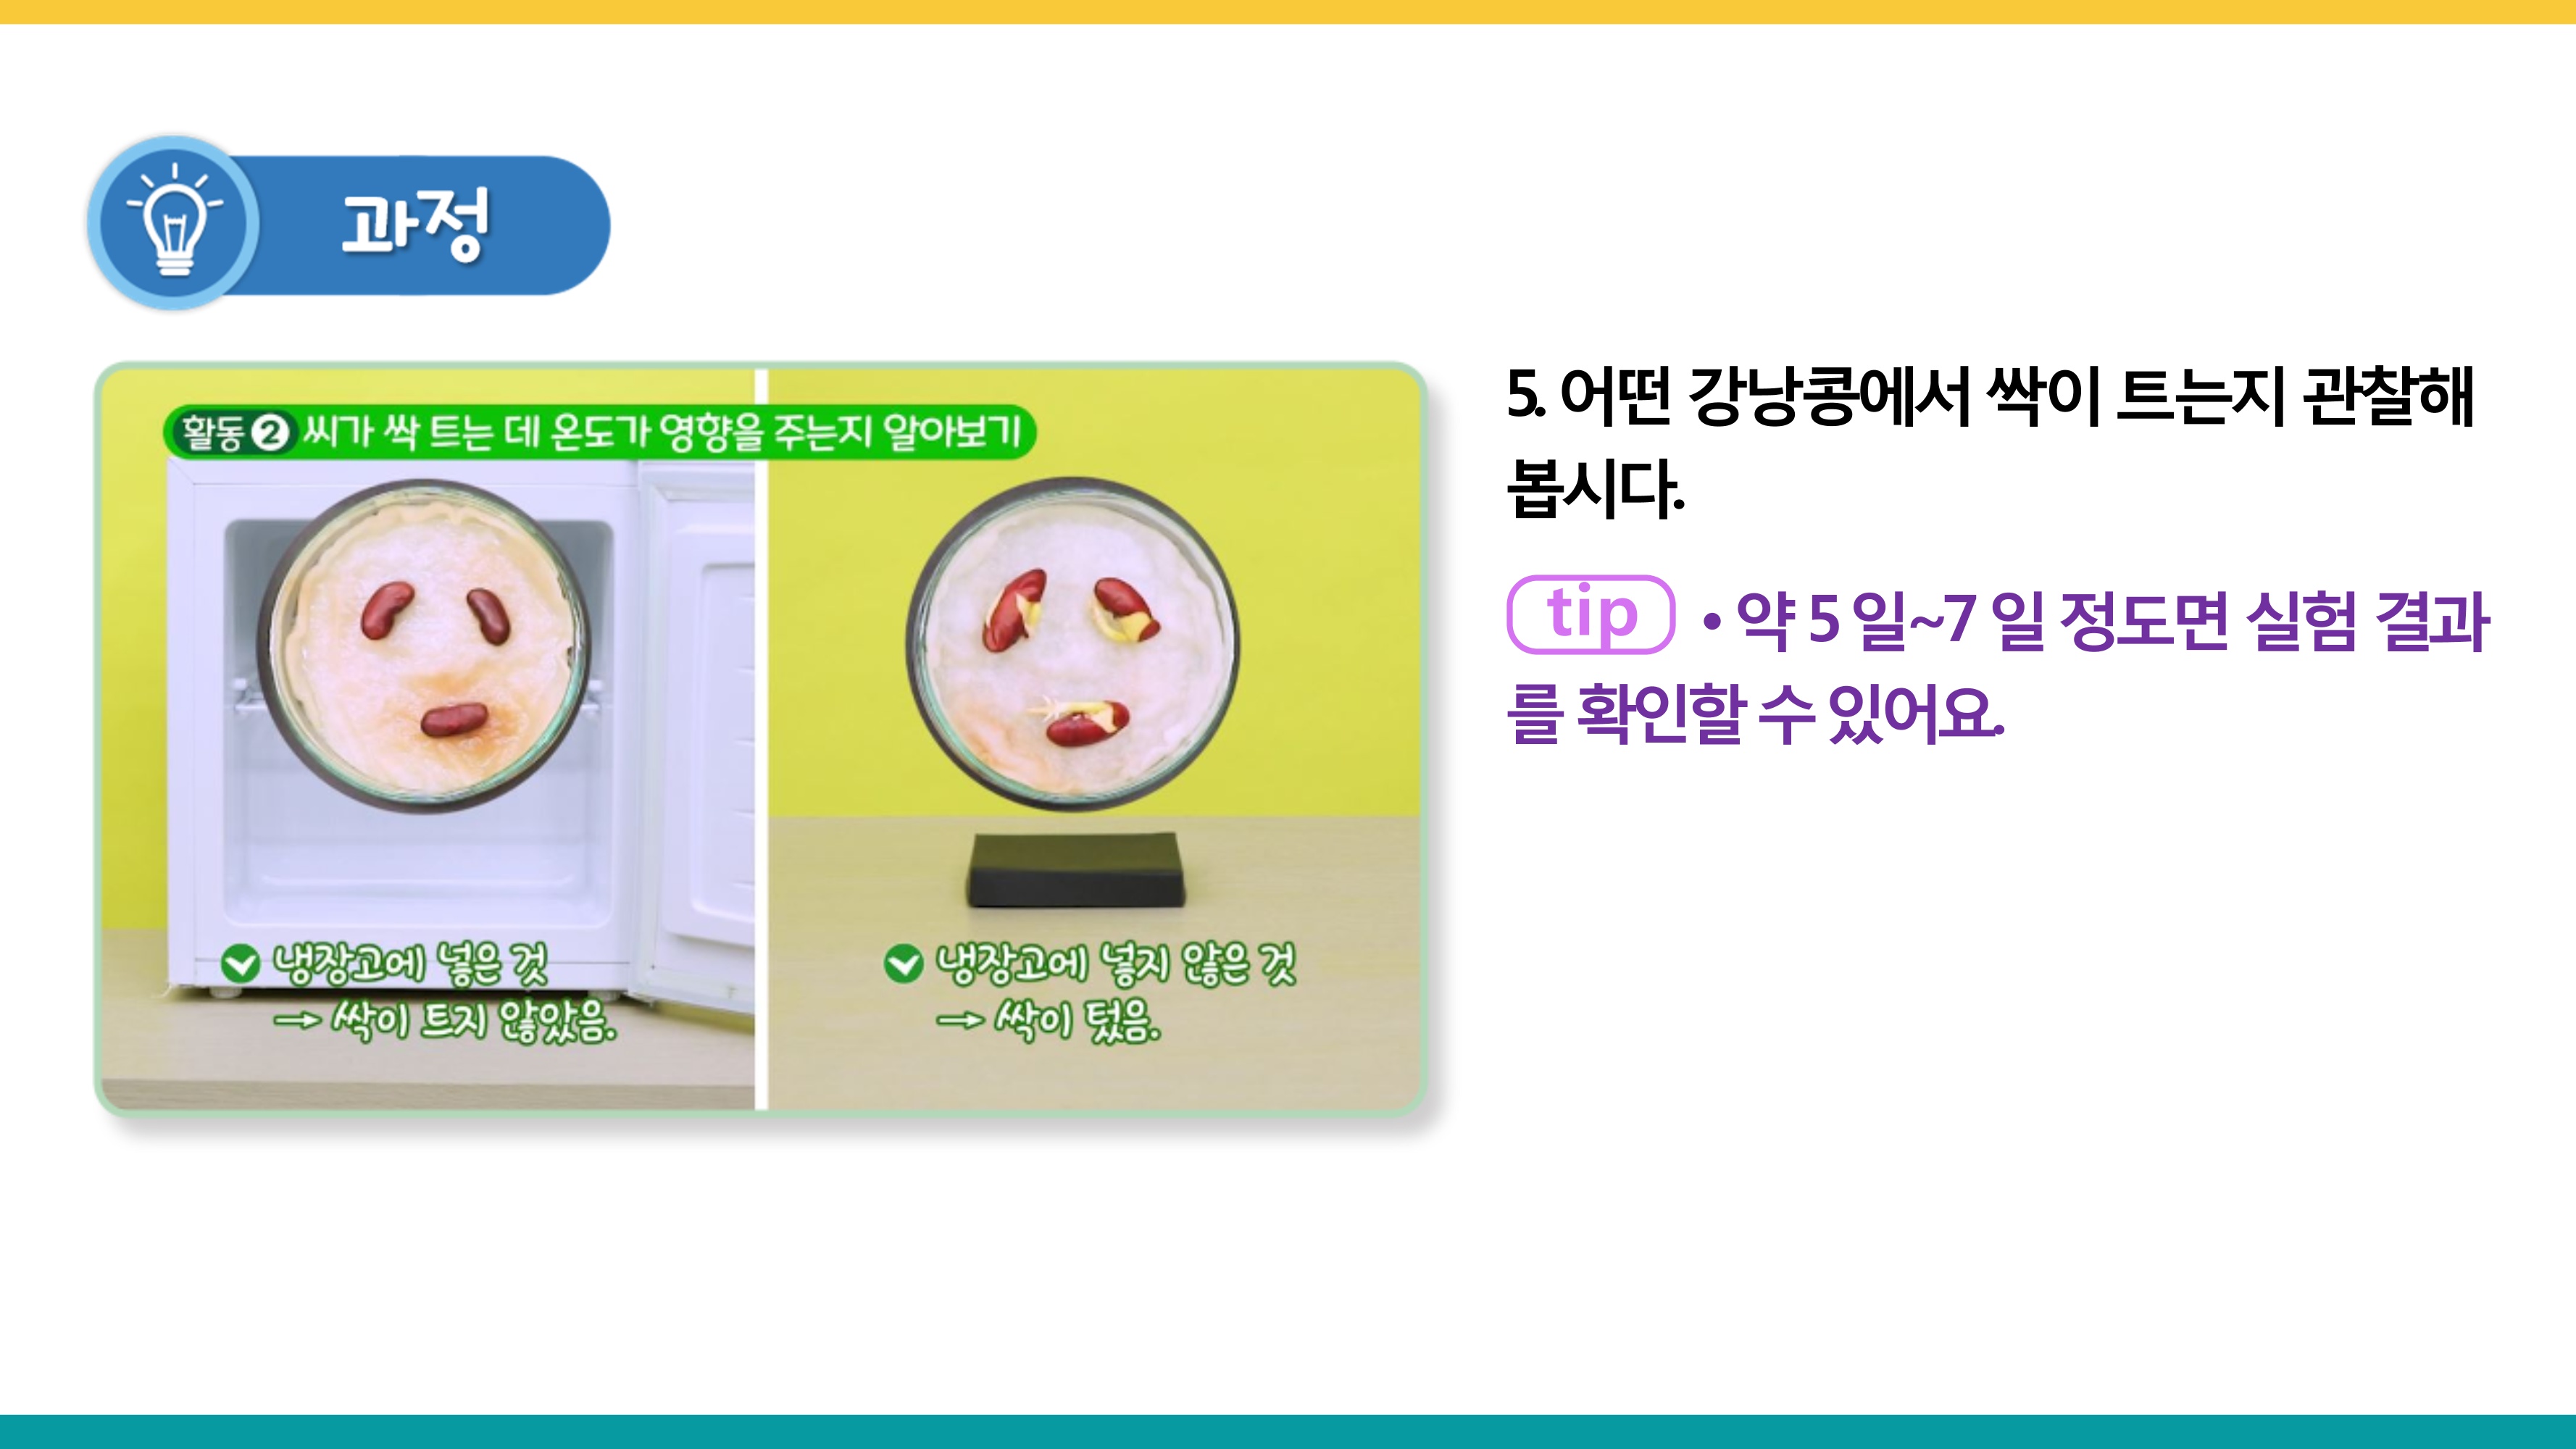 과정
활동 2 씨가 싹 트는 데 온도가 영향을 주는지 알아보기
냉장고에 넣은 것
→ 싹이 트지 않았음.
냉장고에 넣지 않은 것
→ 싹이 텄음.
5. 어떤 강낭콩에서 싹이 트는지 관찰해
봅시다.
tip • 약 5일~7일 정도면 실험 결과
를 확인할 수 있어요.